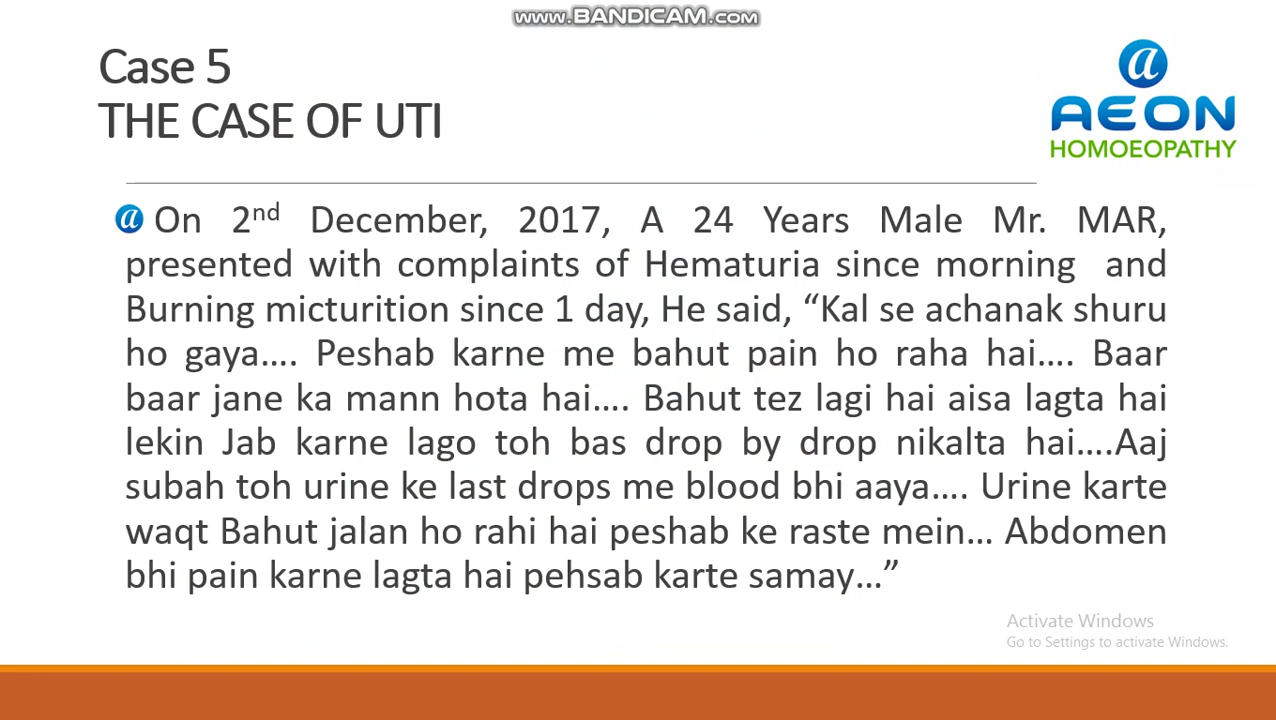 www.BANDICAM.com
Case 5
THE CASE OF UTI
a
AEON
HOMOEOPATHY
a On 2nd December, 2017, A 24 Years Male Mr. MAR,
presented with complaints of Hematuria since morning and
Burning micturition since 1 day, He said, “Kal se achanak shuru
ho gaya…. Peshab karne me bahut pain ho raha hai…. Baar
baar jane ka mann hota hai…. Bahut tez lagi hai aisa lagta hai
lekin Jab karne lago toh bas drop by drop nikalta hai….Aaj
subah toh urine ke last drops me blood bhi aaya…. Urine karte
waqt Bahut jalan ho rahi hai peshab ke raste mein… Abdomen
bhi pain karne lagta hai pehsab karte samay…”
Activate Windows
Go to Settings to activate Windows.